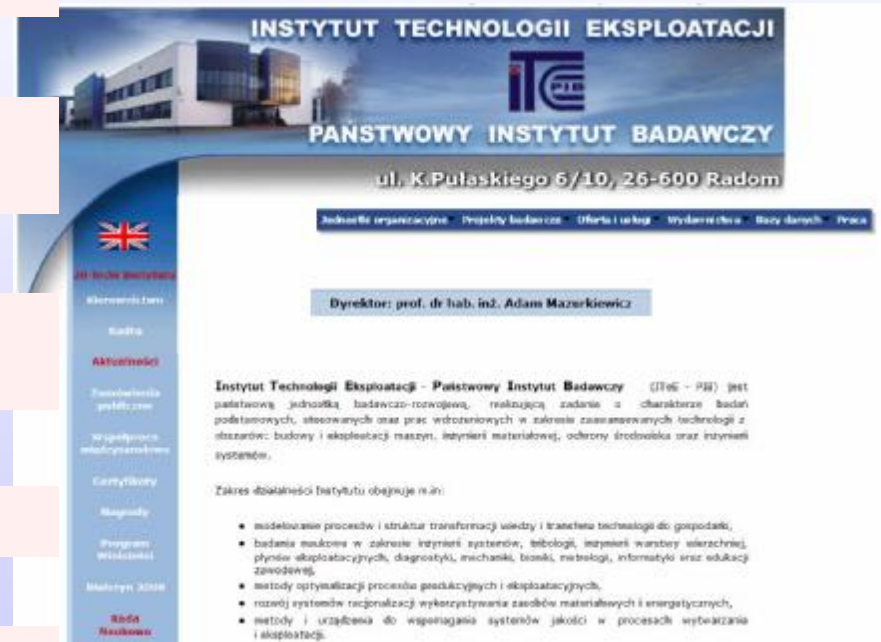 INSTYTUT TECHNOLOGII EKSPLOATACJI
ITE
PIB
PAŃSTWOWY INSTYTUT BADAWCZY
ul. K.Pułaskiego 6/10, 26-600 Radom
Jednostki organizacyjne Projekty badawcze Oferta i usługi Wydawnictwa Bazy danych Praca
Kierownictwo
Kadra
Aktualności
Zamówienia
publiczne
Współpraca
międzynarodowa
Certyfikaty
Nagrody
Program
Wieloletni
Biuletyn 2008
Rada
Naukowa
Dyrektor: prof. dr hab. inż. Adam Mazurkiewicz
Instytut Technologii Eksploatacji - Państwowy Instytut Badawczy (ITeE - PIB) jest
państwową jednostką badawczo-rozwojową, realizującą zadania o charakterze badań
podstawowych, stosowanych oraz prac wdrożeniowych w zakresie zaawansowanych technologii z
obszarów: budowy i eksploatacji maszyn, inżynierii materiałowej, ochrony środowiska oraz inżynierii
systemów.
Zakres działalności Instytutu obejmuje m.in:
• modelowanie procesów i struktur transformacji wiedzy i transferu technologii do gospodarki,
• badania naukowe w zakresie inżynierii systemów, tribologii, inżynierii warstwy wierzchniej,
płynów eksploatacyjnych, diagnostyki, mechaniki, bioniki, metrologii, informatyki oraz edukacji
zawodowej,
• metody optymalizacji procesów produkcyjnych i eksploatacyjnych,
• rozwój systemów racjonalizacji wykorzystywania zasobów materiałowych i energetycznych,
• metody i urządzenia do wspomagania systemów jakości w procesach wytwarzania
i eksploatacji.